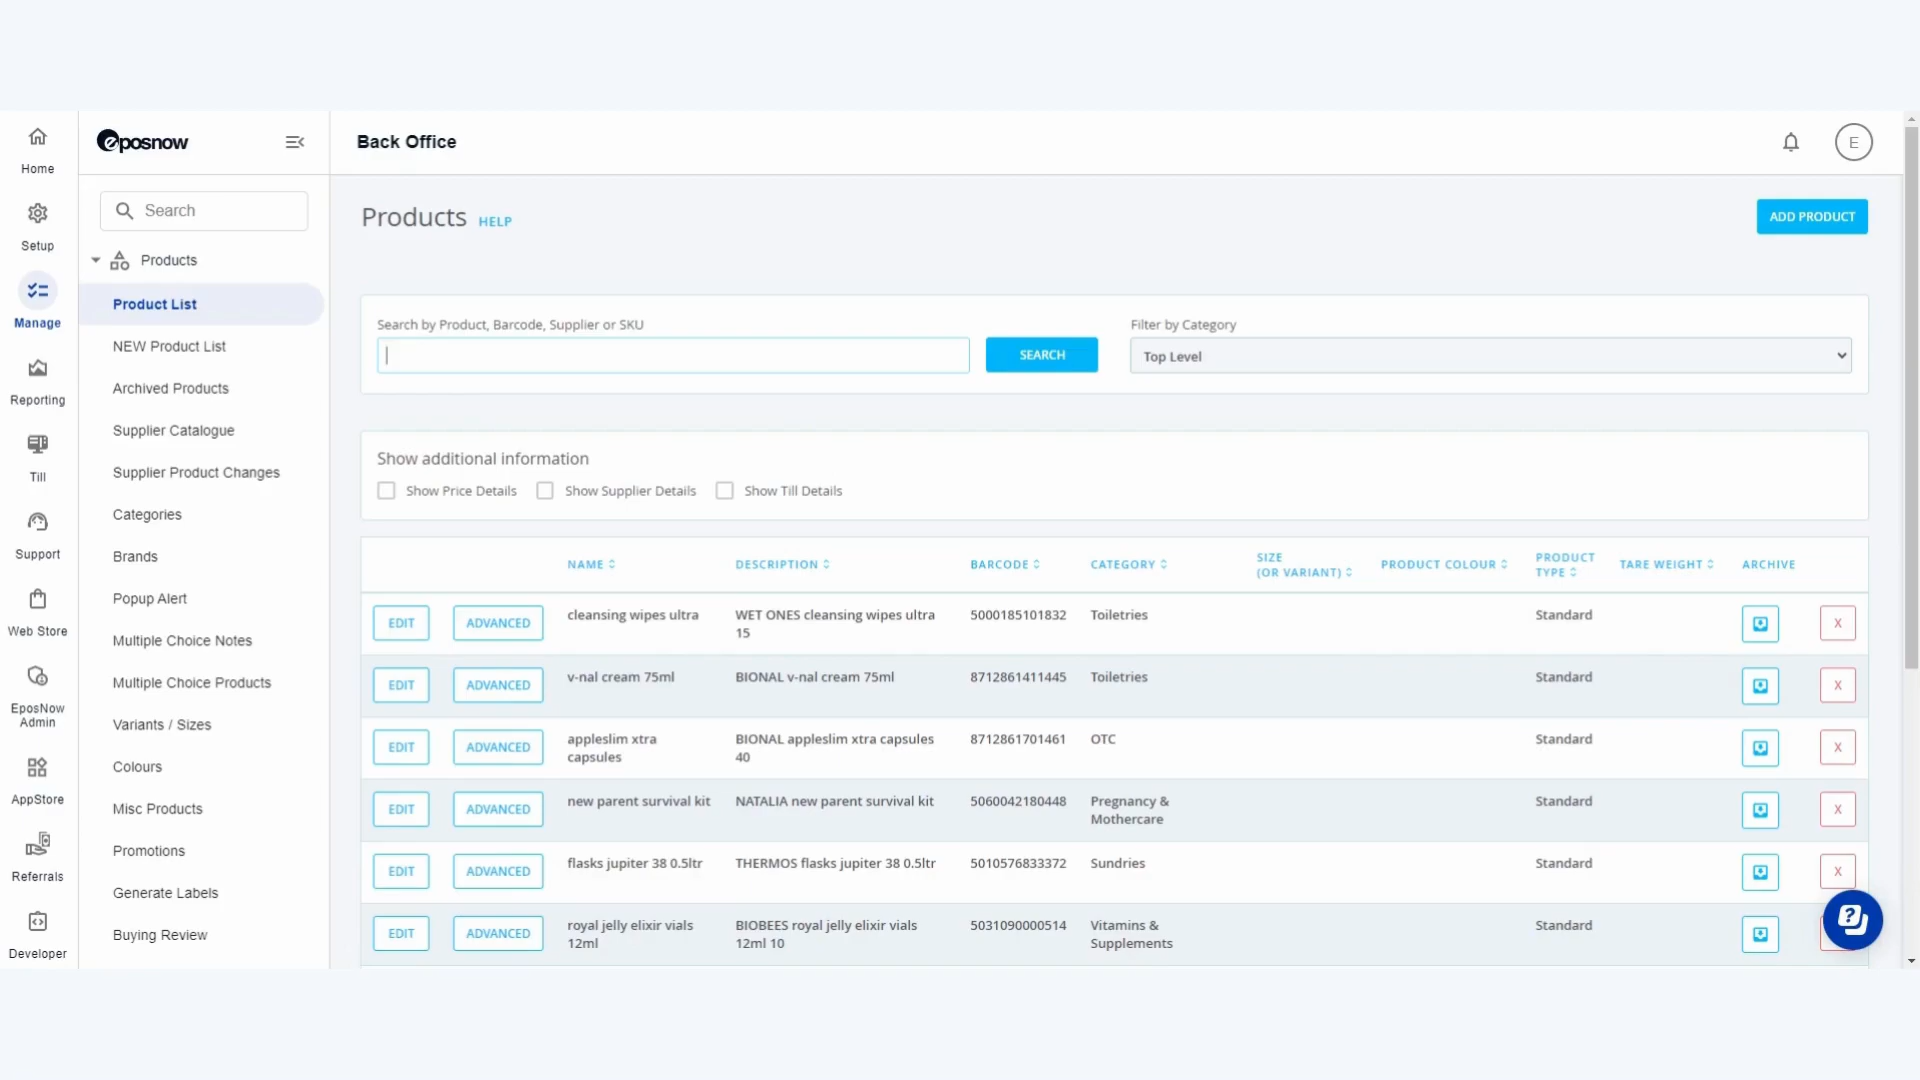 Home
Setup
Manage
Reporting
Till
Support
Web Store
EposNow
Admin
AppStore
Referrals
Developer
eposnow
Search
Products
Product List
NEW Product List
Archived Products
Supplier Catalogue
Supplier Product Changes
Categories
Brands
Popup Alert
Multiple Choice Notes
Multiple Choice Products
Variants / Sizes
Colours
Misc Products
Promotions
Generate Labels
Buying Review
Back Office
E
Products HELP
ADD PRODUCT
Search by Product, Barcode, Supplier or SKU
SEARCH
Filter by Category
Top Level
Show additional information
Show Price Details Show Supplier Details Show Till Details
NAME DESCRIPTION BARCODE CATEGORY SIZE (OR VARIANT) PRODUCT COLOUR PRODUCT TYPE TARE WEIGHT ARCHIVE
EDIT ADVANCED cleansing wipes ultra WET ONES cleansing wipes ultra 15 5000185101832 Toiletries Standard X
EDIT ADVANCED v-nal cream 75ml BIONAL v-nal cream 75ml 8712861411445 Toiletries Standard X
EDIT ADVANCED appleslim xtra capsules BIONAL appleslim xtra capsules 40 8712861701461 OTC Standard X
EDIT ADVANCED new parent survival kit NATALIA new parent survival kit 5060042180448 Pregnancy & Mothercare Standard X
EDIT ADVANCED flasks jupiter 38 0.5ltr THERMOS flasks jupiter 38 0.5ltr 5010576833372 Sundries Standard X
EDIT ADVANCED royal jelly elixir vials 12ml BIOBEES royal jelly elixir vials 12ml 10 5031090000514 Vitamins & Supplements Standard
?